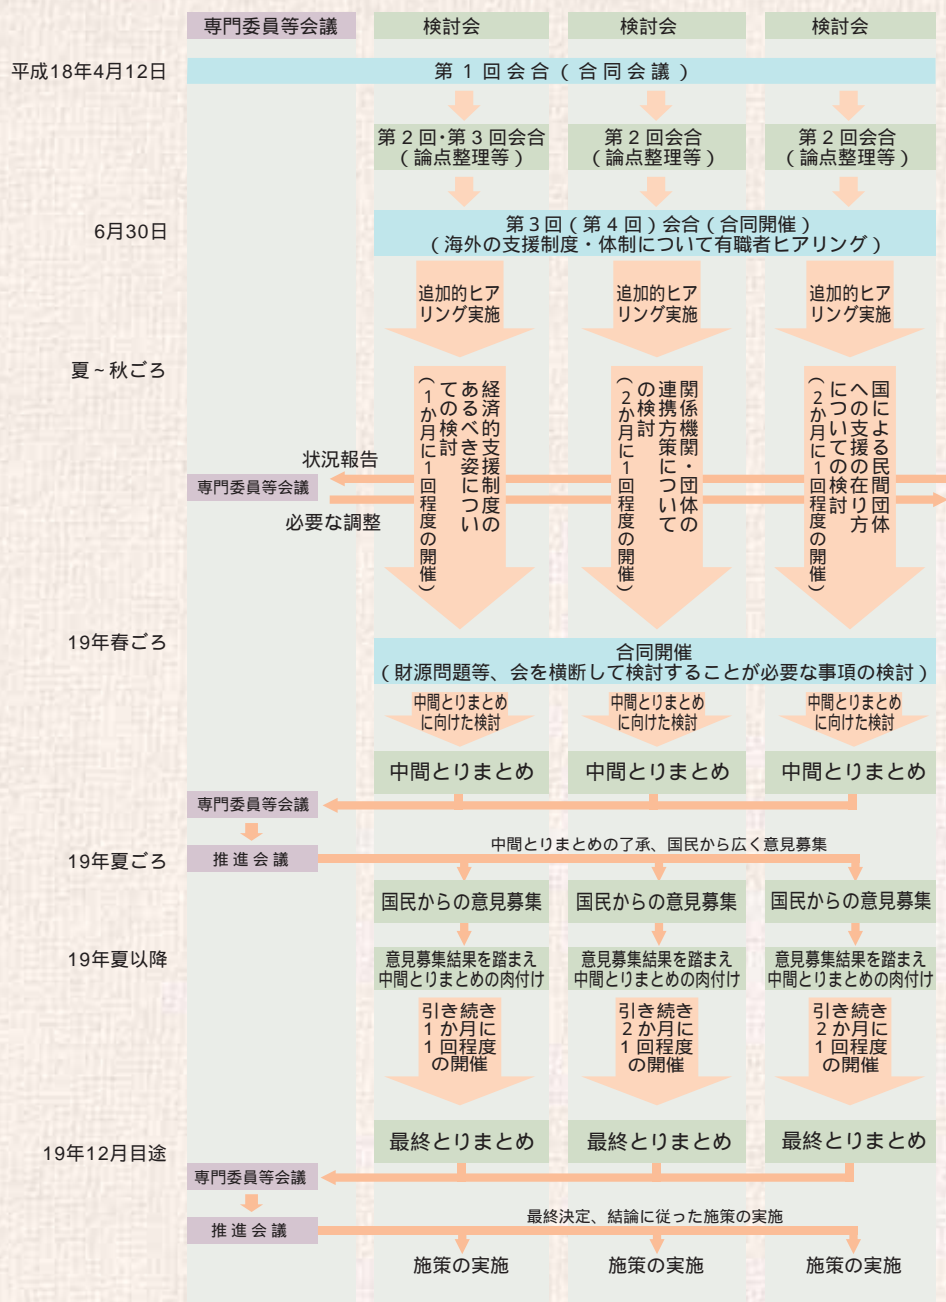 専門委員等会議
検討会
検討会
検討会
平成18年4月12日
第１回会合（合同会議）
第２回･第３回会合
（論点整理等）
第２回会合
（論点整理等）
第２回会合
（論点整理等）
6月30日
第３回（第４回）会合（合同開催）
（海外の支援制度・体制について有職者ヒアリング）
追加的ヒア
リング実施
追加的ヒア
リング実施
追加的ヒア
リング実施
夏～秋ごろ
経済的支援制度の
あるべき姿につい
ての検討
（１か月に１回程度の開催）
関係機関・団体の
連携方策について
の検討
（２か月に１回程度の開催）
国による民間団体
への支援の在り方
についての検討
（２か月に１回程度の開催）
状況報告
専門委員等会議
必要な調整
19年春ごろ
合同開催
（財源問題等、会を横断して検討することが必要な事項の検討）
中間とりまとめ
に向けた検討
中間とりまとめ
に向けた検討
中間とりまとめ
に向けた検討
中間とりまとめ
中間とりまとめ
中間とりまとめ
専門委員等会議
19年夏ごろ
推進会議
中間とりまとめの了承、国民から広く意見募集
国民からの意見募集
国民からの意見募集
国民からの意見募集
19年夏以降
意見募集結果を踏まえ
中間とりまとめの肉付け
意見募集結果を踏まえ
中間とりまとめの肉付け
意見募集結果を踏まえ
中間とりまとめの肉付け
引き続き
１か月に
１回程度
の開催
引き続き
２か月に
１回程度
の開催
引き続き
２か月に
１回程度
の開催
19年12月目途
最終とりまとめ
最終とりまとめ
最終とりまとめ
専門委員等会議
推進会議
最終決定、結論に従った施策の実施
施策の実施
施策の実施
施策の実施